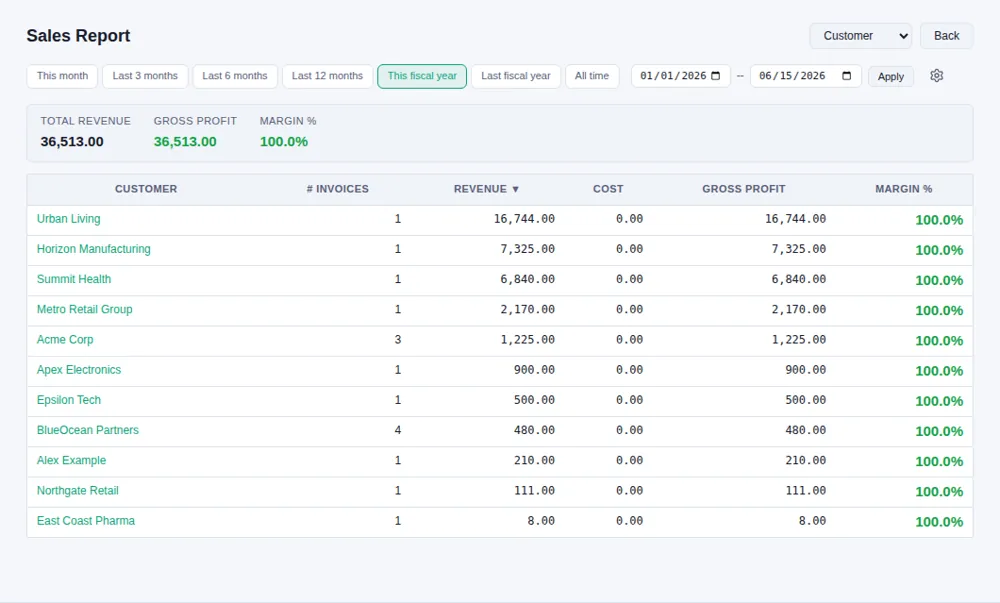 Sales Report Customer Back
This month Last 3 months Last 6 months Last 12 months This fiscal year Last fiscal year All time 01/01/2026 — 06/15/2026 Apply
TOTAL REVENUE GROSS PROFIT MARGIN %
36,513.00 36,513.00 100.0%
CUSTOMER # INVOICES REVENUE ▼ COST GROSS PROFIT MARGIN %
Urban Living 1 16,744.00 0.00 16,744.00 100.0%
Horizon Manufacturing 1 7,325.00 0.00 7,325.00 100.0%
Summit Health 1 6,840.00 0.00 6,840.00 100.0%
Metro Retail Group 1 2,170.00 0.00 2,170.00 100.0%
Acme Corp 3 1,225.00 0.00 1,225.00 100.0%
Apex Electronics 1 900.00 0.00 900.00 100.0%
Epsilon Tech 1 500.00 0.00 500.00 100.0%
BlueOcean Partners 4 480.00 0.00 480.00 100.0%
Alex Example 1 210.00 0.00 210.00 100.0%
Northgate Retail 1 111.00 0.00 111.00 100.0%
East Coast Pharma 1 8.00 0.00 8.00 100.0%